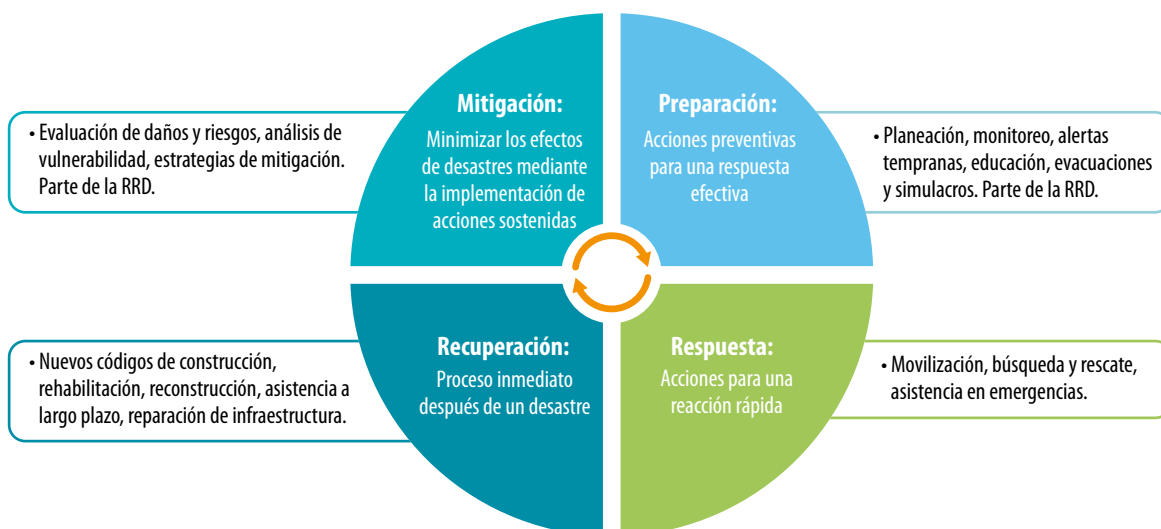 Mitigación:
Minimizar los efectos
de desastres mediante
la implementación de
acciones sostenidas
• Evaluación de daños y riesgos, análisis de
vulnerabilidad, estrategias de mitigación.
Parte de la RRD.
Preparación:
Acciones preventivas
para una respuesta
efectiva
• Planeación, monitoreo, alertas
tempranas, educación, evacuaciones
y simulacros. Parte de la RRD.
Recuperación:
Proceso inmediato
después de un desastre
• Nuevos códigos de construcción,
rehabilitación, reconstrucción, asistencia a
largo plazo, reparación de infraestructura.
Respuesta:
Acciones para una
reacción rápida
• Movilización, búsqueda y rescate,
asistencia en emergencias.